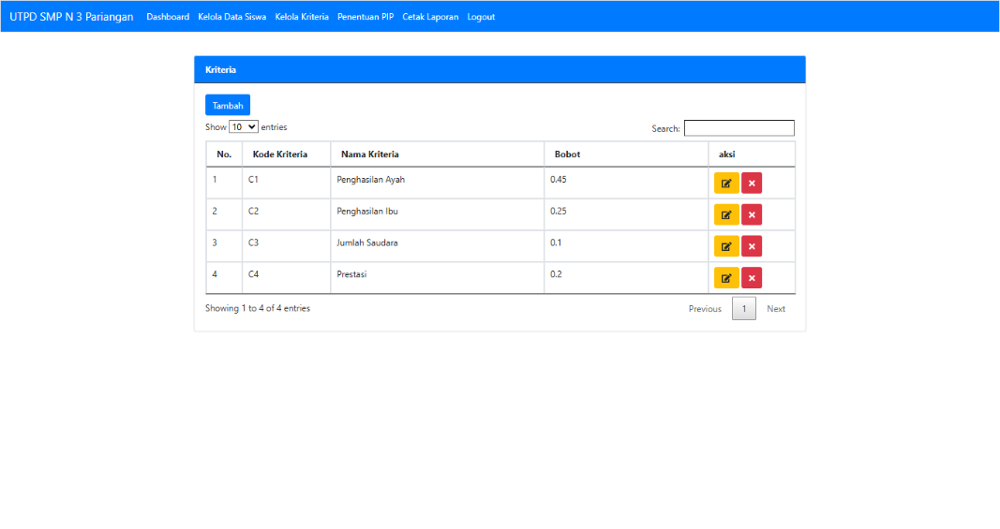 UTPD SMP N 3 Pariangan Dashboard Kelola Data Siswa Kelola Kriteria Penentuan PIP Cetak Laporan Logout
Kriteria
Tambah
Show 10 entries Search:
No. Kode Kriteria Nama Kriteria Bobot aksi
1 C1 Penghasilan Ayah 0.45
2 C2 Penghasilan Ibu 0.25
3 C3 Jumlah Saudara 0.1
4 C4 Prestasi 0.2
Showing 1 to 4 of 4 entries Previous 1 Next